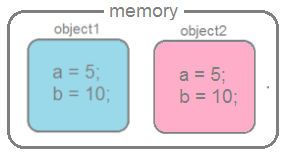 memory
object1
object2
a = 5;
b = 10;
a = 5;
b = 10;
.